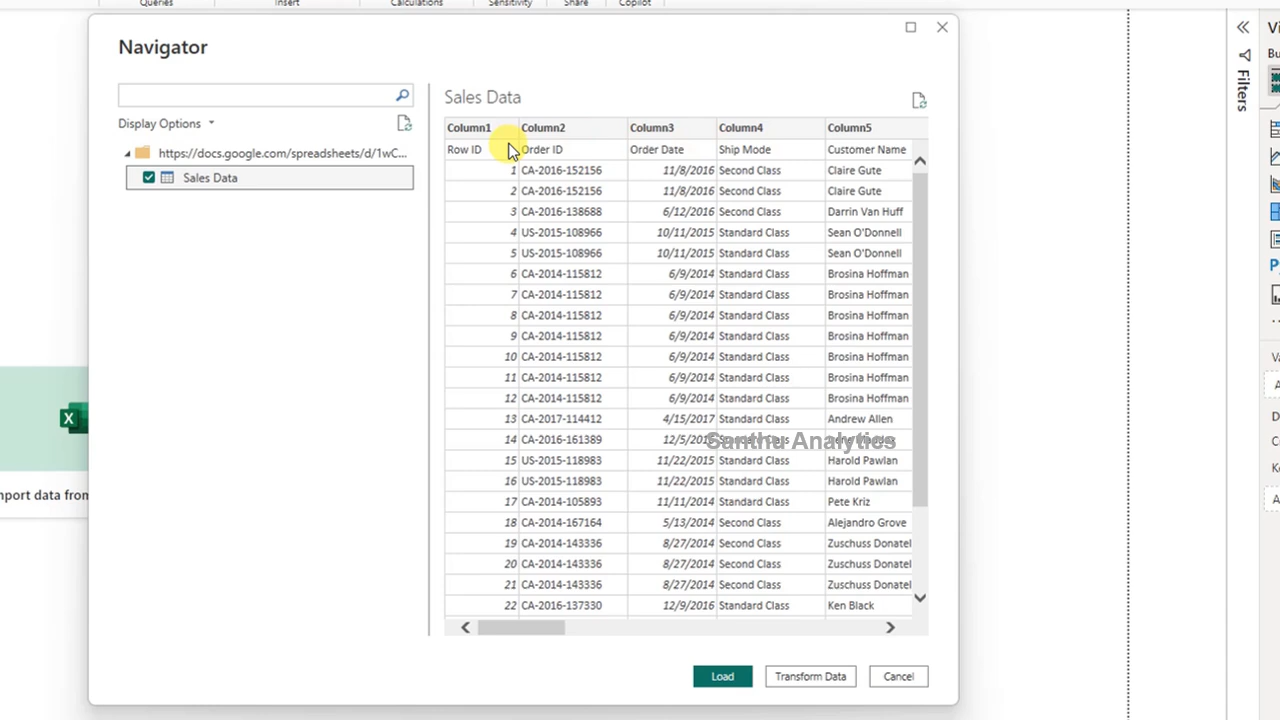 Queries Insert Calculations Sensitivity Share Copilot
Navigator
Display Options
https://docs.google.com/spreadsheets/d/1wC...
Sales Data
Sales Data
Column1 Column2 Column3 Column4 Column5
Row ID Order ID Order Date Ship Mode Customer Name
1 CA-2016-152156 11/8/2016 Second Class Claire Gute
2 CA-2016-152156 11/8/2016 Second Class Claire Gute
3 CA-2016-138688 6/12/2016 Second Class Darrin Van Huff
4 US-2015-108966 10/11/2015 Standard Class Sean O'Donnell
5 US-2015-108966 10/11/2015 Standard Class Sean O'Donnell
6 CA-2014-115812 6/9/2014 Standard Class Brosina Hoffman
7 CA-2014-115812 6/9/2014 Standard Class Brosina Hoffman
8 CA-2014-115812 6/9/2014 Standard Class Brosina Hoffman
9 CA-2014-115812 6/9/2014 Standard Class Brosina Hoffman
10 CA-2014-115812 6/9/2014 Standard Class Brosina Hoffman
11 CA-2014-115812 6/9/2014 Standard Class Brosina Hoffman
12 CA-2014-115812 6/9/2014 Standard Class Brosina Hoffman
13 CA-2017-114412 4/15/2017 Standard Class Andrew Allen
14 CA-2016-161389 12/5/2016 Standard Class
Santhu Analytics
15 US-2015-118983 11/22/2015 Standard Class Harold Pawlan
16 US-2015-118983 11/22/2015 Standard Class Harold Pawlan
17 CA-2014-105893 11/11/2014 Standard Class Pete Kriz
18 CA-2014-167164 5/13/2014 Second Class Alejandro Grove
19 CA-2014-143336 8/27/2014 Second Class Zuschuss Donatel
20 CA-2014-143336 8/27/2014 Second Class Zuschuss Donatel
21 CA-2014-143336 8/27/2014 Second Class Zuschuss Donatel
22 CA-2016-137330 12/9/2016 Standard Class Ken Black
Load Transform Data Cancel
mport data from
Filters